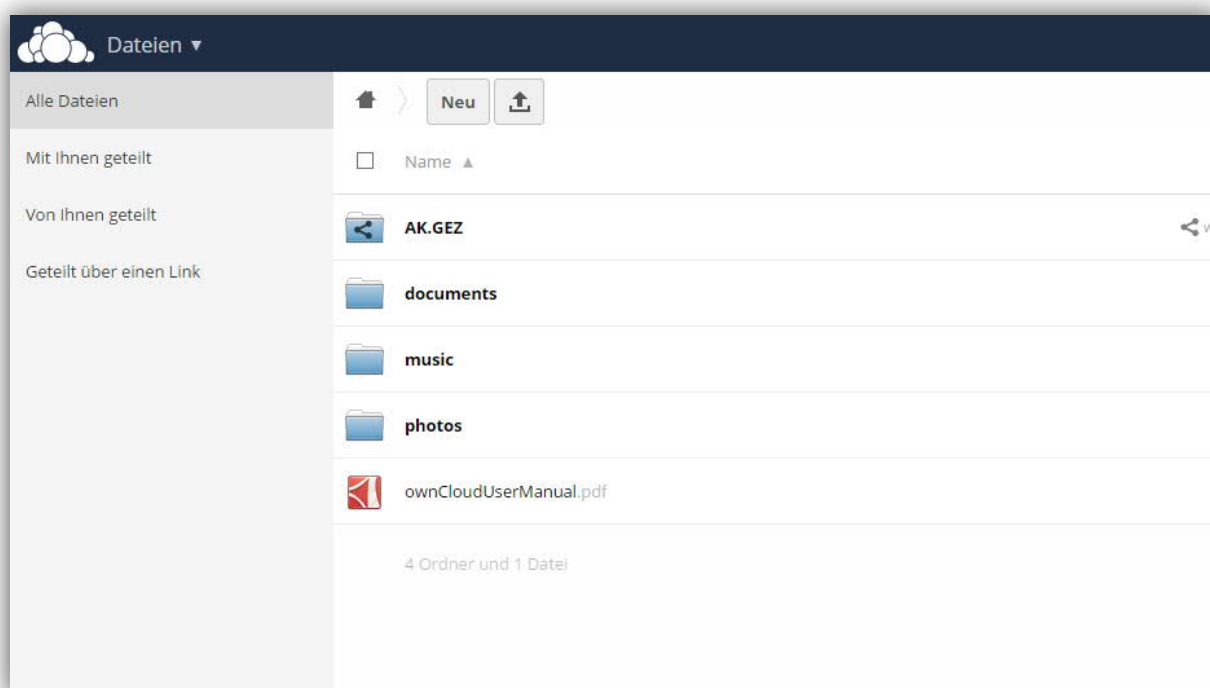 Dateien ▾
Alle Dateien
Mit Ihnen geteilt
Von Ihnen geteilt
Geteilt über einen Link
Neu
Name ▲
AK.GEZ
documents
music
photos
ownCloudUserManual.pdf
4 Ordner und 1 Datei